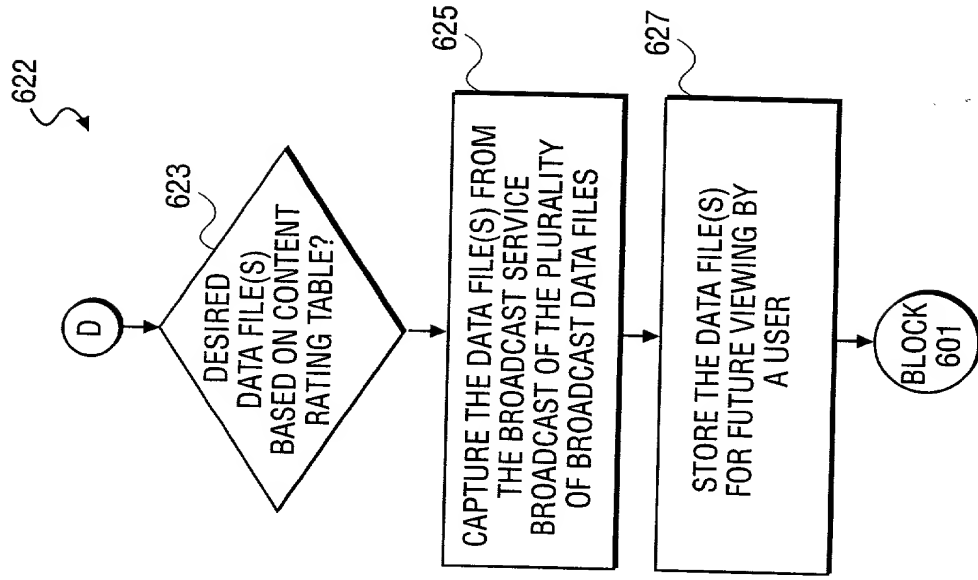 622
D
623
DESIRED
DATA FILE(S)
BASED ON CONTENT
RATING TABLE?
625
CAPTURE THE DATA FILE(S) FROM
THE BROADCAST SERVICE
BROADCAST OF THE PLURALITY
OF BROADCAST DATA FILES
627
STORE THE DATA FILE(S)
FOR FUTURE VIEWING BY
A USER
BLOCK
601